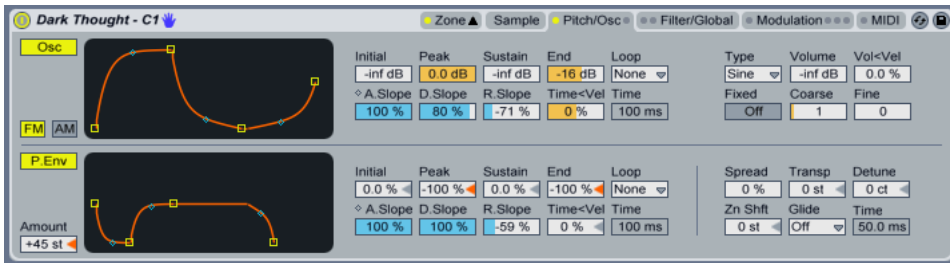 Dark Thought - C1
Zone Sample Pitch/Osc Filter/Global Modulation MIDI
Osc
FM AM
Initial Peak Sustain End Loop
-inf dB 0.0 dB -inf dB -16 dB None
A.Slope D.Slope R.Slope Time<Vel Time
100 % 80 % -71 % 0 % 100 ms
Type Volume Vol<Vel
Sine -inf dB 0.0 %
Fixed Coarse Fine
Off 1 0
P.Env
Amount
+45 st
Initial Peak Sustain End Loop
0.0 % -100 % 0.0 % -100 % None
A.Slope D.Slope R.Slope Time<Vel Time
100 % 100 % -59 % 0 % 100 ms
Spread Transp Detune
0 % 0 st 0 ct
Zn Shft Glide Time
0 st Off 50.0 ms